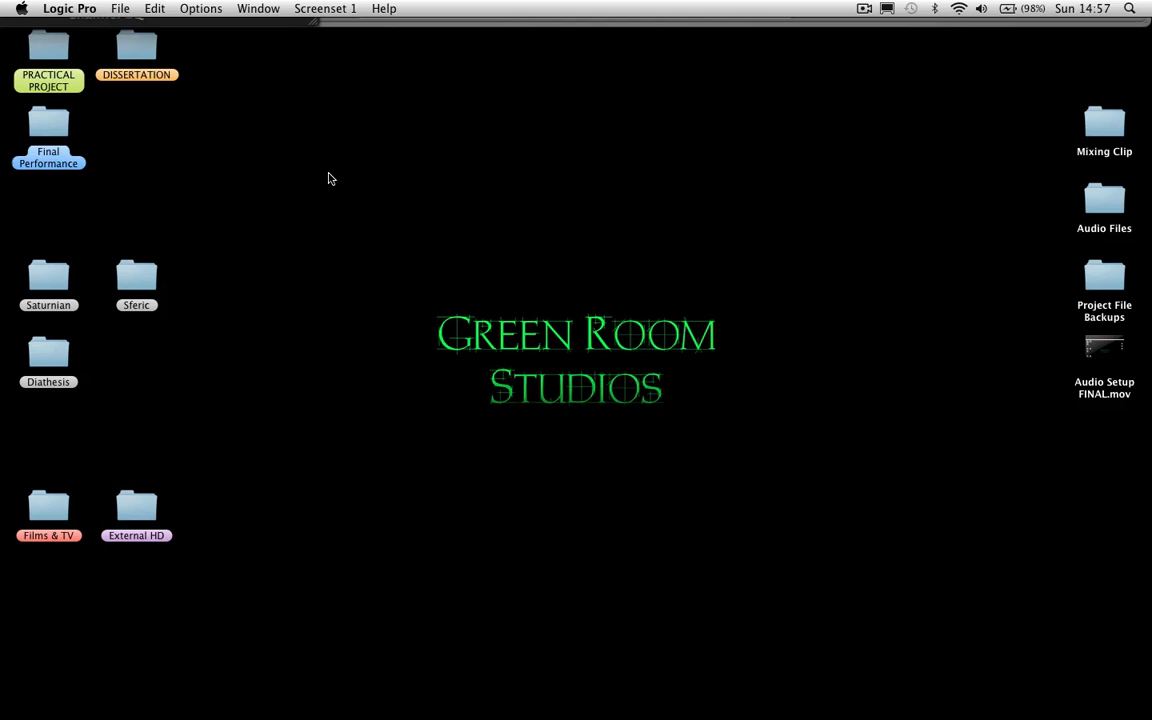 Logic Pro File Edit Options Window Screenset 1 Help (98%) Sun 14:57
PRACTICAL
PROJECT
DISSERTATION
Final
Performance
Mixing Clip
Audio Files
Saturnian
Sferic
Project File
Backups
GREEN ROOM
STUDIOS
Diathesis
Audio Setup
FINAL.mov
Films & TV
External HD